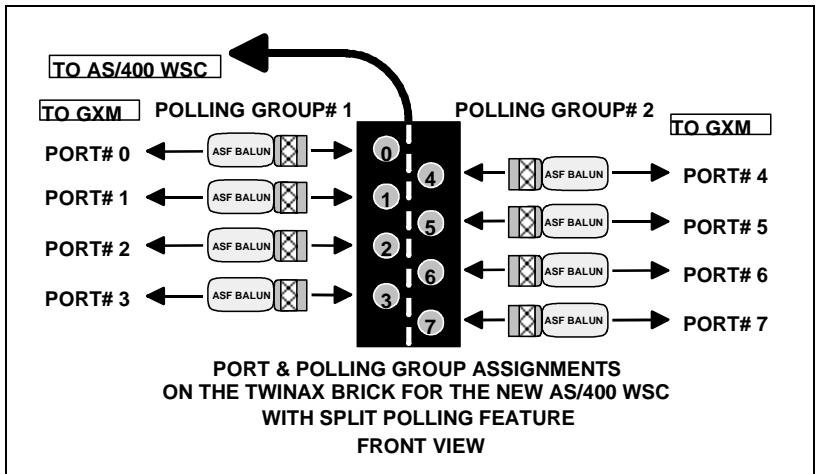 TO AS/400 WSC
TO GXM POLLING GROUP# 1 POLLING GROUP# 2 TO GXM
PORT# 0 ASF BALUN 0
4 ASF BALUN PORT# 4
PORT# 1 ASF BALUN 1
5 ASF BALUN PORT# 5
PORT# 2 ASF BALUN 2
6 ASF BALUN PORT# 6
PORT# 3 ASF BALUN 3
7 ASF BALUN PORT# 7
PORT & POLLING GROUP ASSIGNMENTS
ON THE TWINAX BRICK FOR THE NEW AS/400 WSC
WITH SPLIT POLLING FEATURE
FRONT VIEW